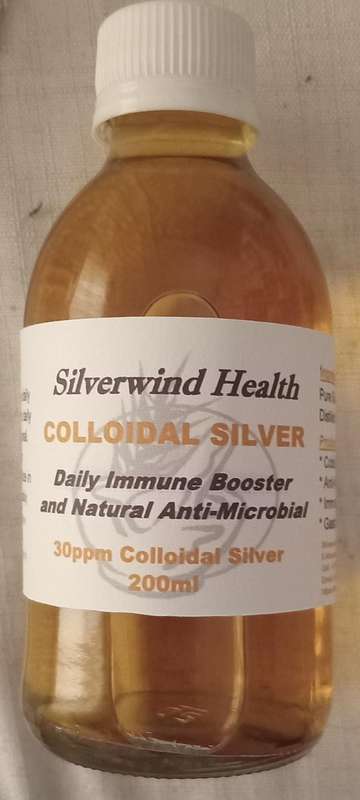 Silverwind Health
COLLOIDAL SILVER
Daily Immune Booster
and Natural Anti-Microbial
30ppm Colloidal Silver
200ml